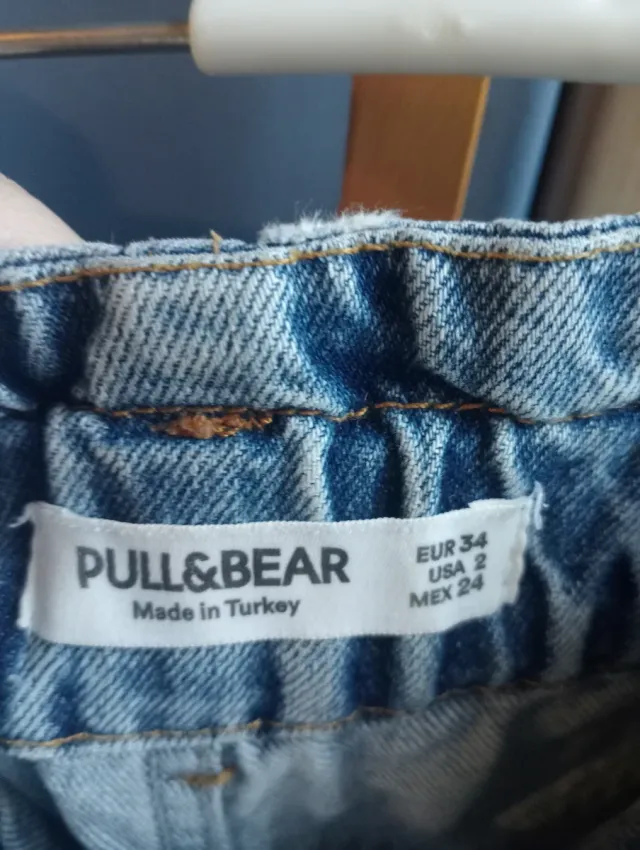 PULL&BEAR
Made in Turkey
EUR 34
USA 2
MEX 24